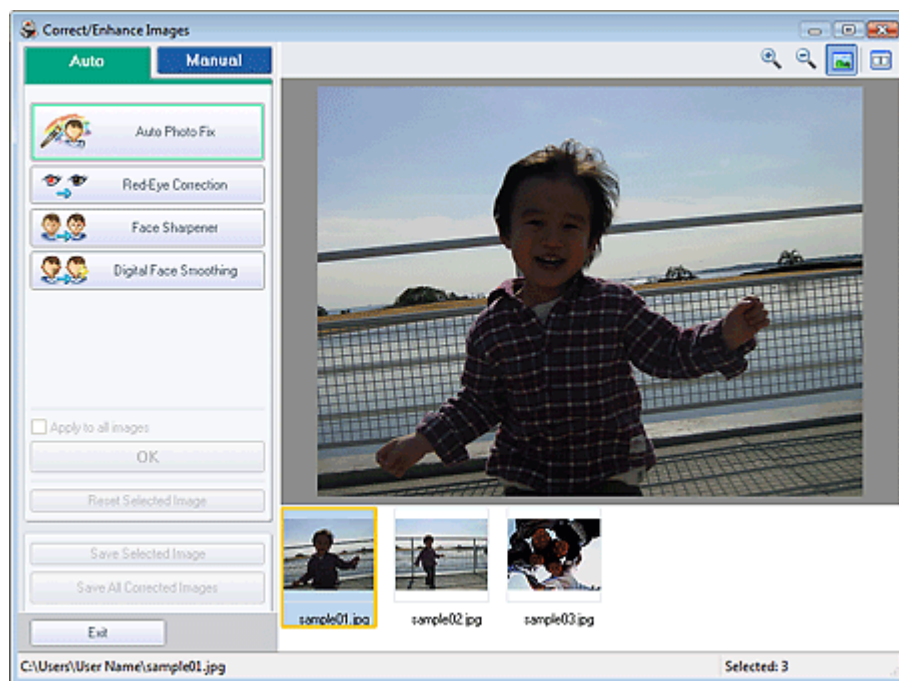 Correct/Enhance Images
Auto
Manual
Auto Photo Fix
Red-Eye Correction
Face Sharpener
Digital Face Smoothing
Apply to all images
OK
Reset Selected Image
Save Selected Image
Save All Corrected Images
Exit
sample01.jpg
sample02.jpg
sample03.jpg
C:\Users\User Name\sample01.jpg
Selected: 3